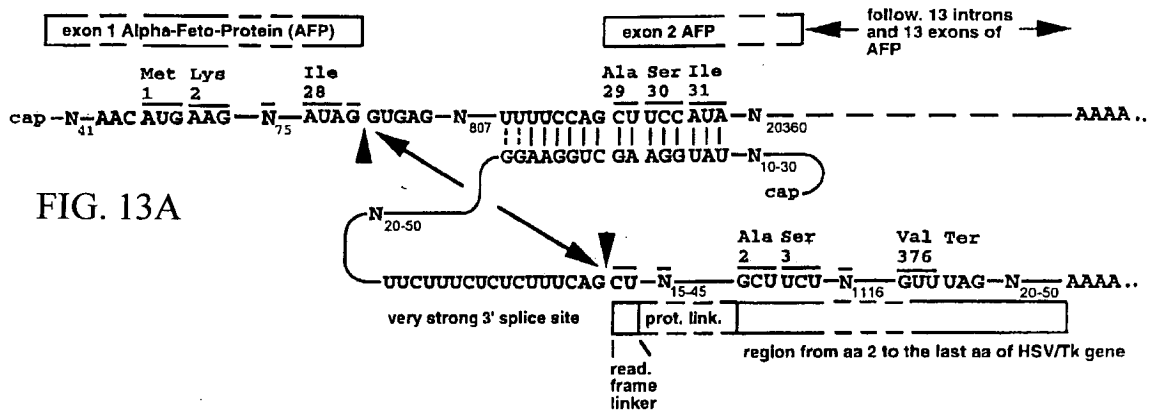 exon 1 Alpha-Feto-Protein (AFP)
exon 2 AFP
follow. 13 introns
and 13 exons of
AFP
Met Lys Ile Ala Ser Ile
1 2 28 29 30 31
cap-N41-AAC AUG AAG-N75-AUAG GUGAG-N807-UUUUCCAG CUU UCC AUA-N20360 AAAA..
GGAAGGUC GAA AGG UAU-N10-30
cap
FIG. 13A
N20-50
Ala Ser Val Ter
2 3 376
UUCUUUCUCUCUUUCAG CU-N15-45 GCU UCU-N1116-GUU UAG-N20-50 AAAA..
very strong 3' splice site
prot. link.
region from aa 2 to the last aa of HSV/Tk gene
read.
frame
linker